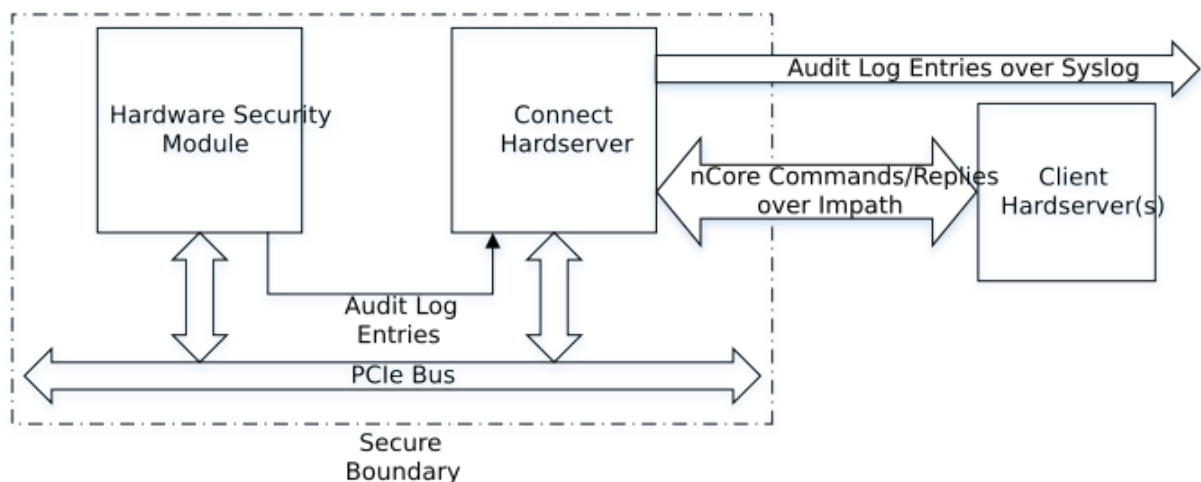 Audit Log Entries over Syslog
Hardware Security
Module
Connect
Hardserver
nCore Commands/Replies
over Impath
Client
Hardserver(s)
Audit Log
Entries
PCIe Bus
Secure
Boundary